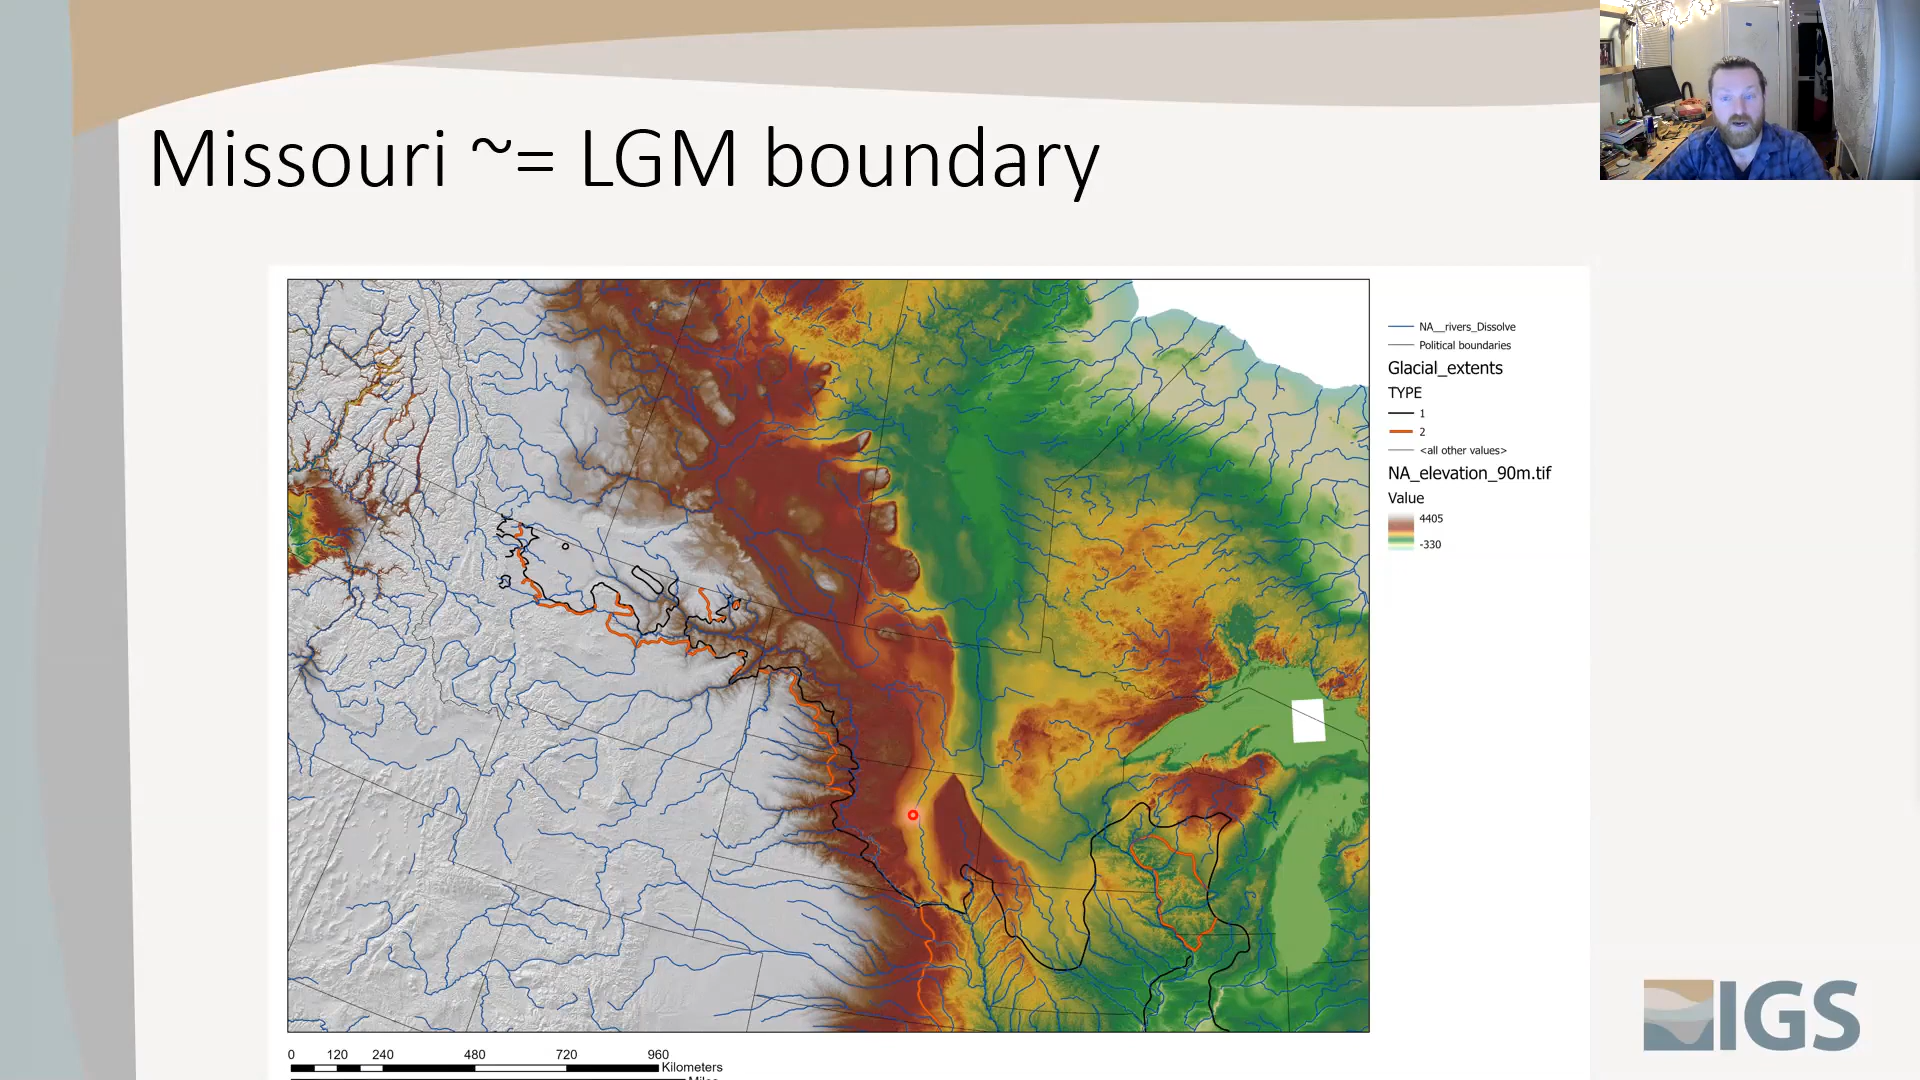 Missouri ~= LGM boundary
NA__rivers_Dissolve
Political boundaries
Glacial_extents
TYPE
1
2
<all other values>
NA_elevation_90m.tif
Value
4405
-330
0 120 240 480 720 960
Kilometers
Miles
IGS